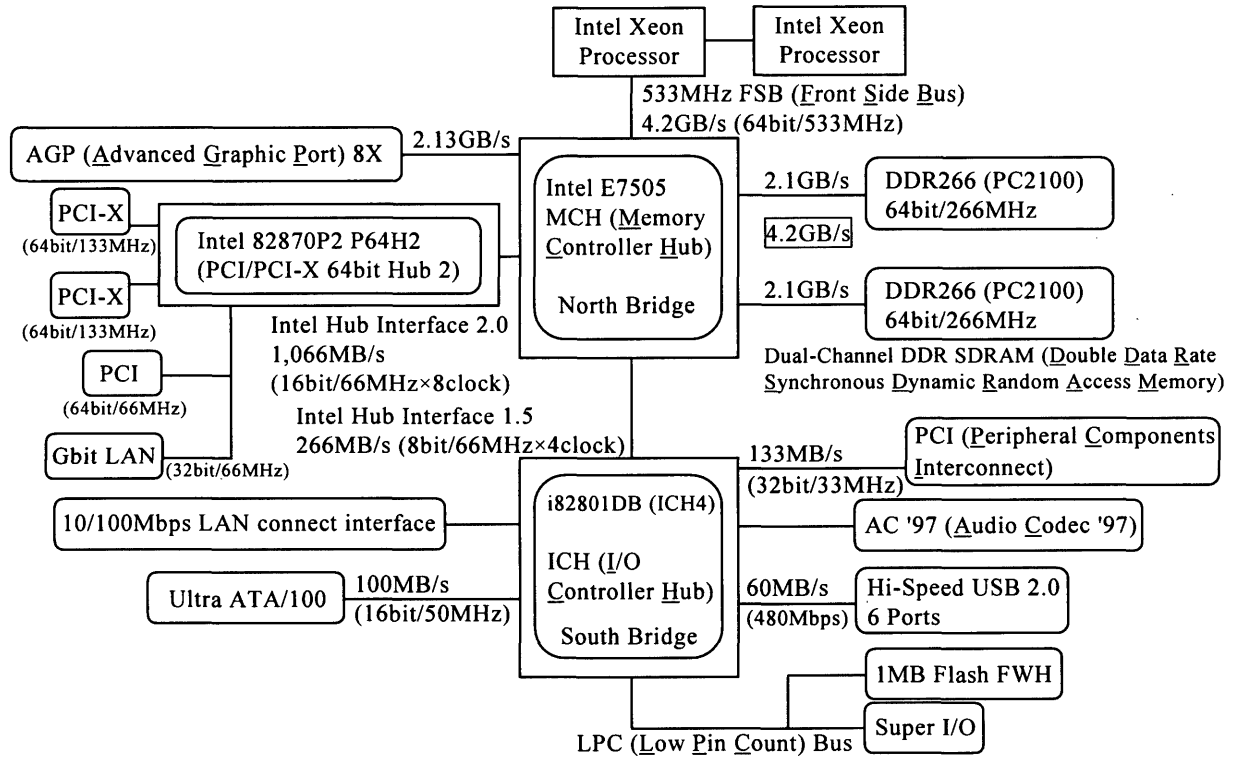 Intel Xeon
Processor
Intel Xeon
Processor
533MHz FSB (Front Side Bus)
4.2GB/s (64bit/533MHz)
AGP (Advanced Graphic Port) 8X
2.13GB/s
PCI-X
(64bit/133MHz)
PCI-X
(64bit/133MHz)
Intel 82870P2 P64H2
(PCI/PCI-X 64bit Hub 2)
Intel E7505
MCH (Memory
Controller Hub)
North Bridge
2.1GB/s
DDR266 (PC2100)
64bit/266MHz
4.2GB/s
2.1GB/s
DDR266 (PC2100)
64bit/266MHz
Dual-Channel DDR SDRAM (Double Data Rate
Synchronous Dynamic Random Access Memory)
Intel Hub Interface 2.0
1,066MB/s
(16bit/66MHz×8clock)
PCI
(64bit/66MHz)
Gbit LAN
(32bit/66MHz)
Intel Hub Interface 1.5
266MB/s (8bit/66MHz×4clock)
133MB/s
(32bit/33MHz)
PCI (Peripheral Components
Interconnect)
10/100Mbps LAN connect interface
i82801DB (ICH4)
ICH (I/O
Controller Hub)
South Bridge
AC '97 (Audio Codec '97)
Ultra ATA/100
100MB/s
(16bit/50MHz)
60MB/s
(480Mbps)
Hi-Speed USB 2.0
6 Ports
1MB Flash FWH
Super I/O
LPC (Low Pin Count) Bus